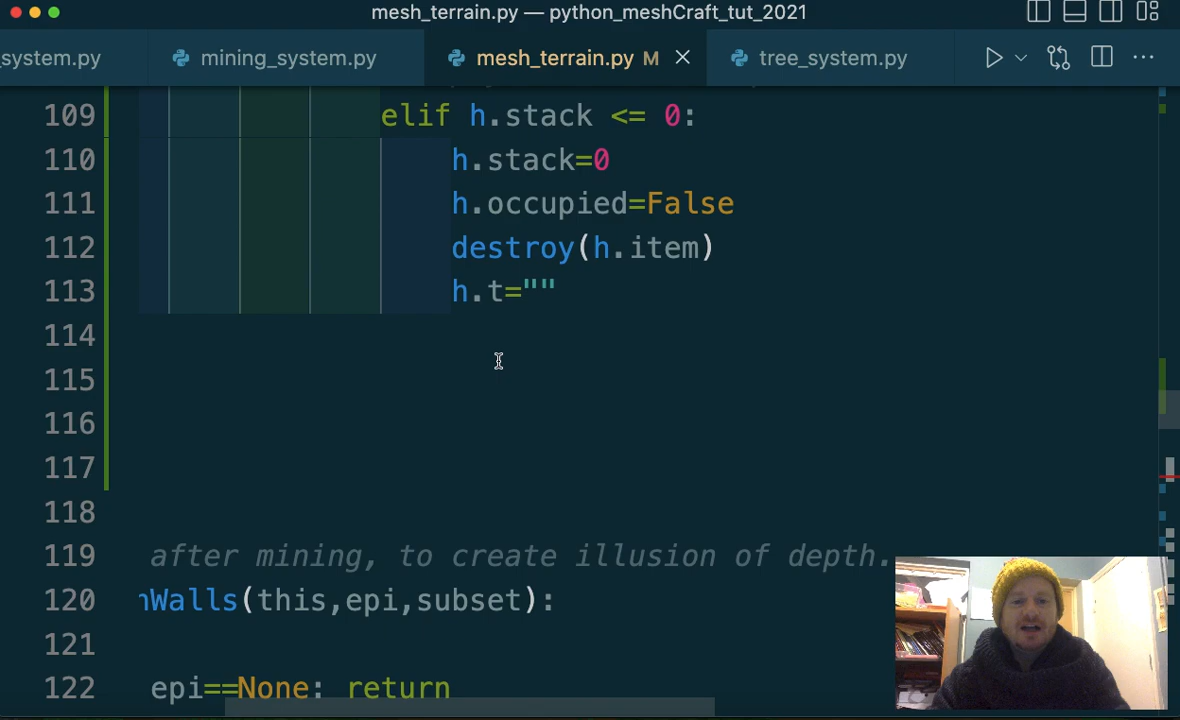 mesh_terrain.py — python_meshCraft_tut_2021
system.py mining_system.py mesh_terrain.py M tree_system.py
109 elif h.stack <= 0:
110 h.stack=0
111 h.occupied=False
112 destroy(h.item)
113 h.t=""
114
115
116
117
118
119 after mining, to create illusion of depth.
120 Walls(this,epi,subset):
121
122 epi==None: return